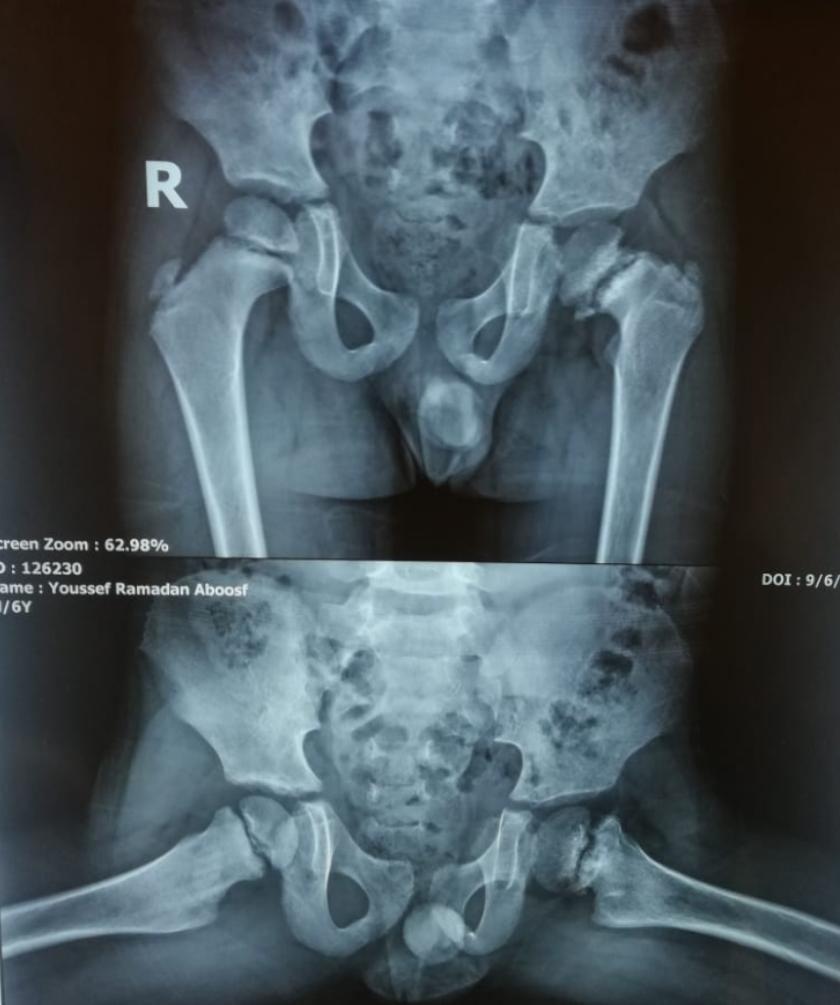 R
creen Zoom : 62.98%
D : 126230
ame : Youssef Ramadan Aboosf
/6Y
DOI : 9/6/